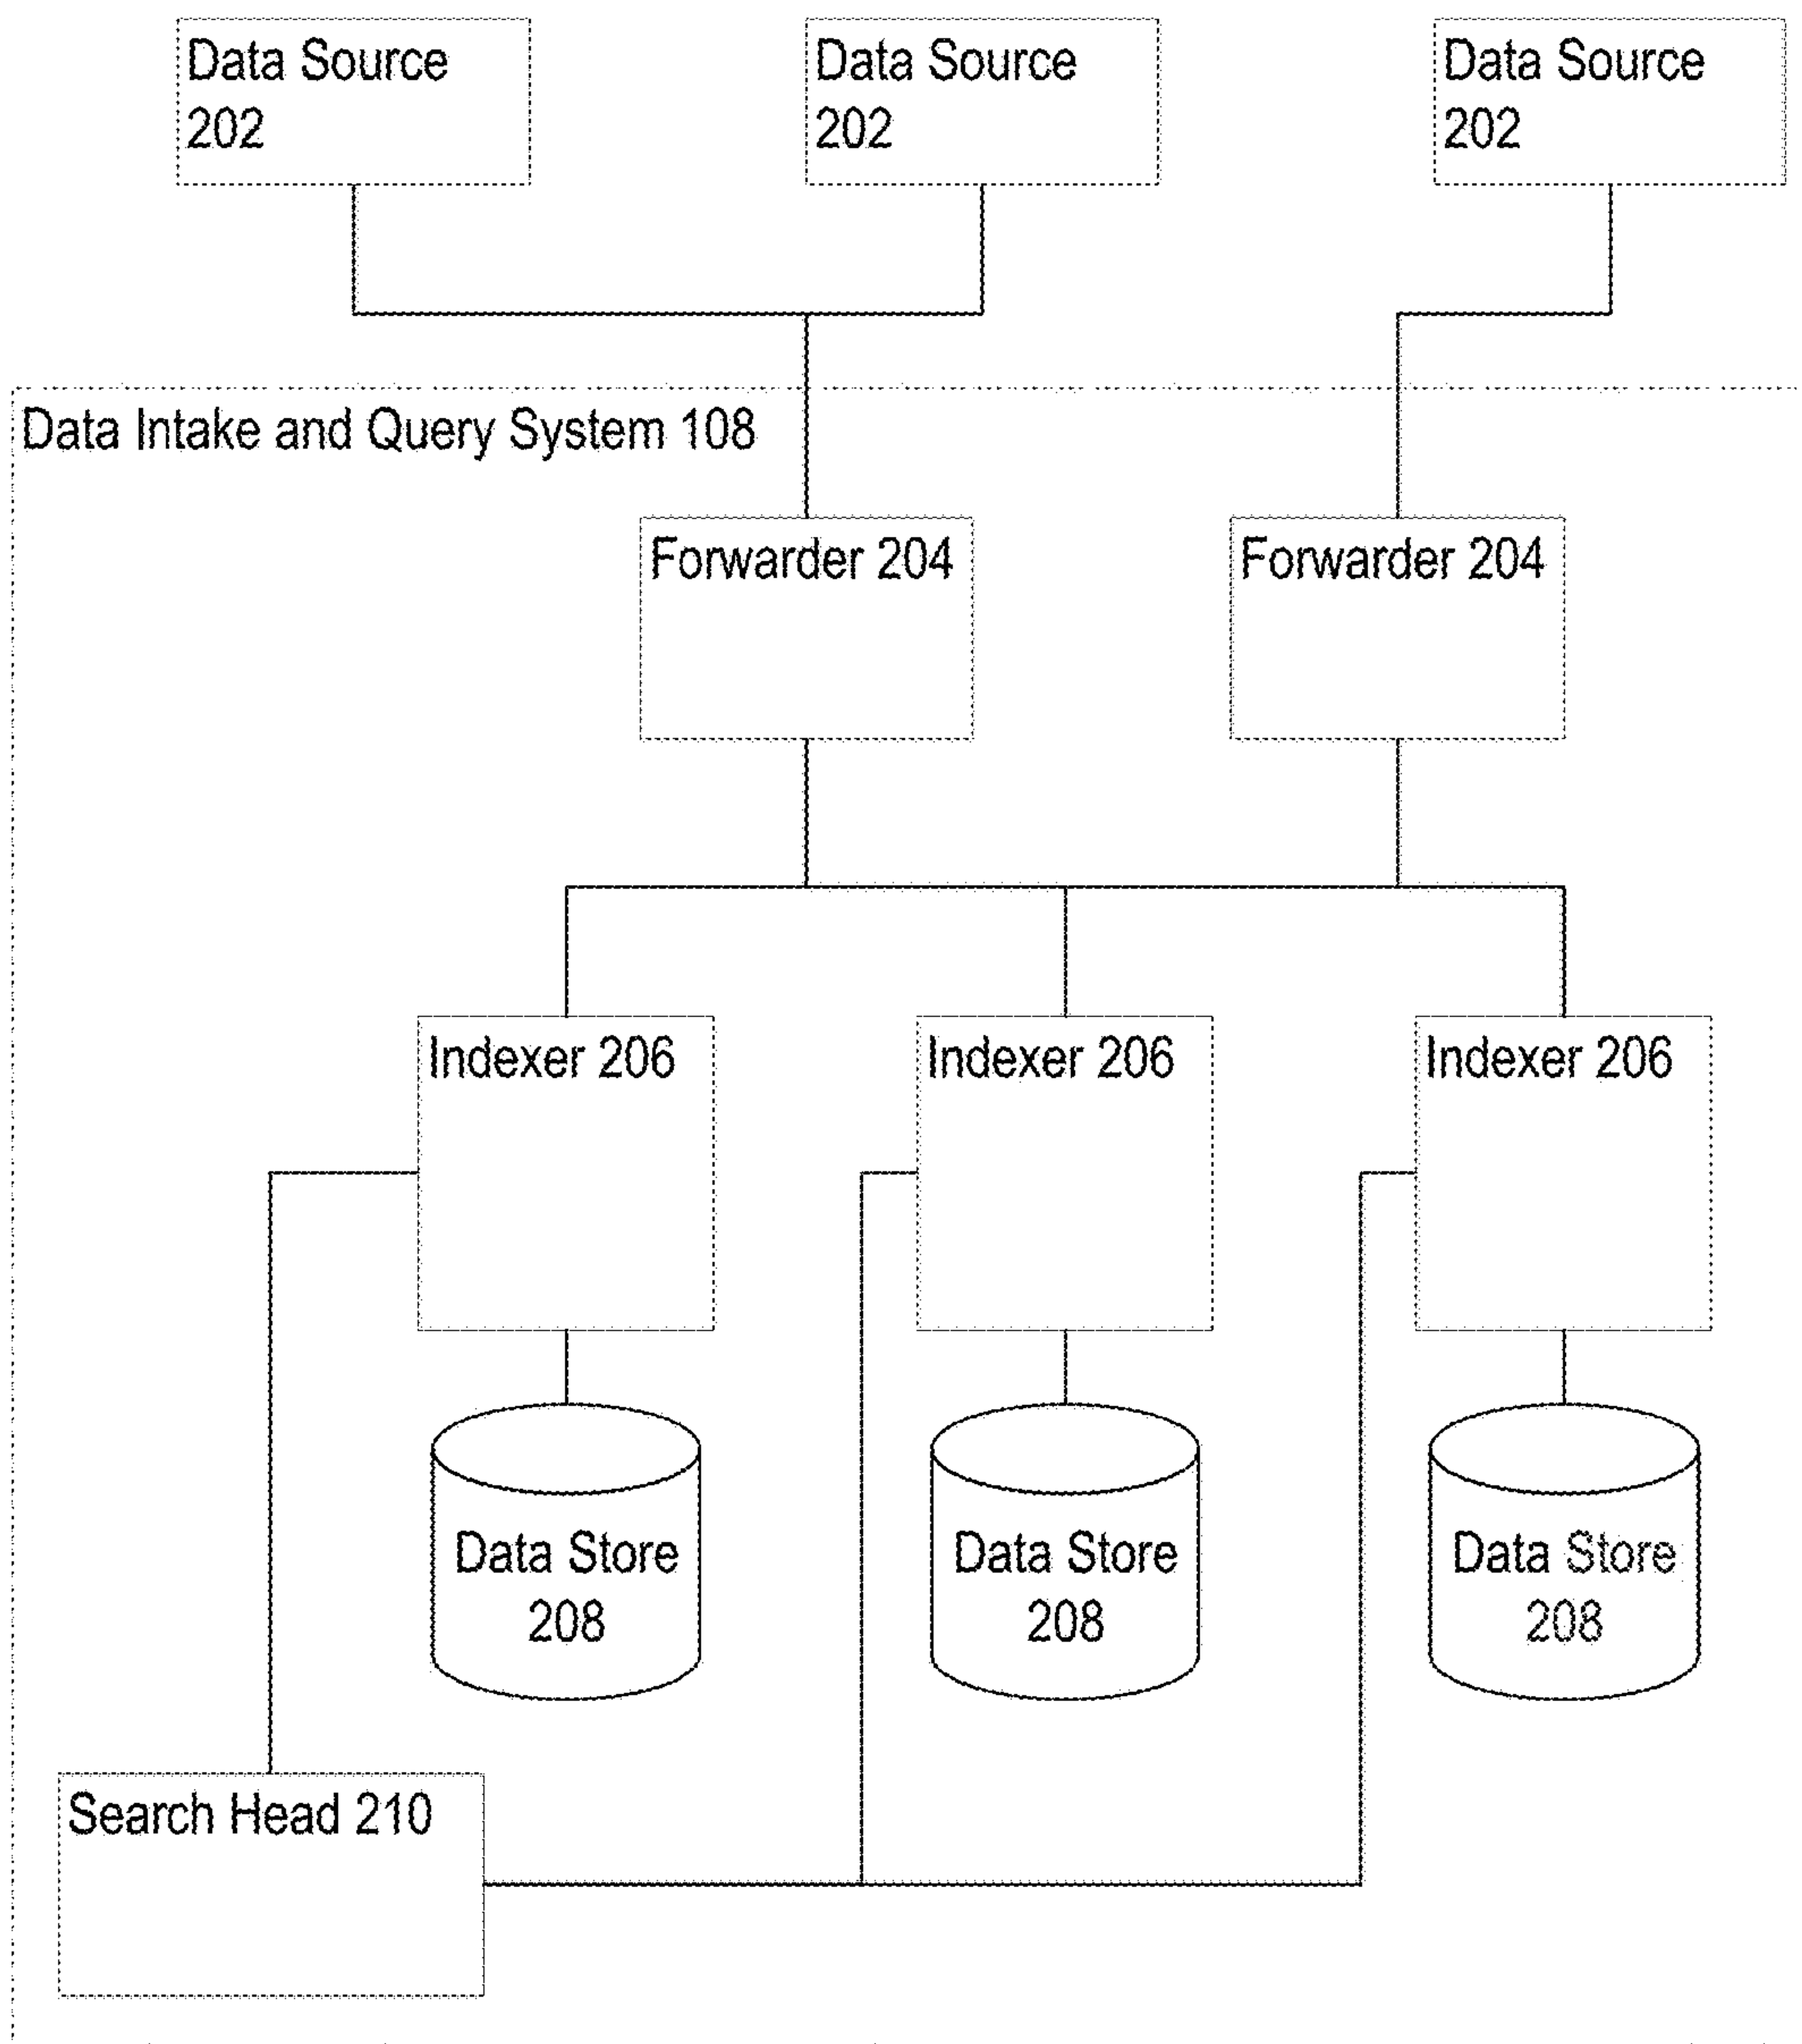 Data Source
202
Data Source
202
Data Source
202
Data Intake and Query System 108
Forwarder 204
Forwarder 204
Indexer 206
Indexer 206
Indexer 206
Data Store
208
Data Store
208
Data Store
208
Search Head 210